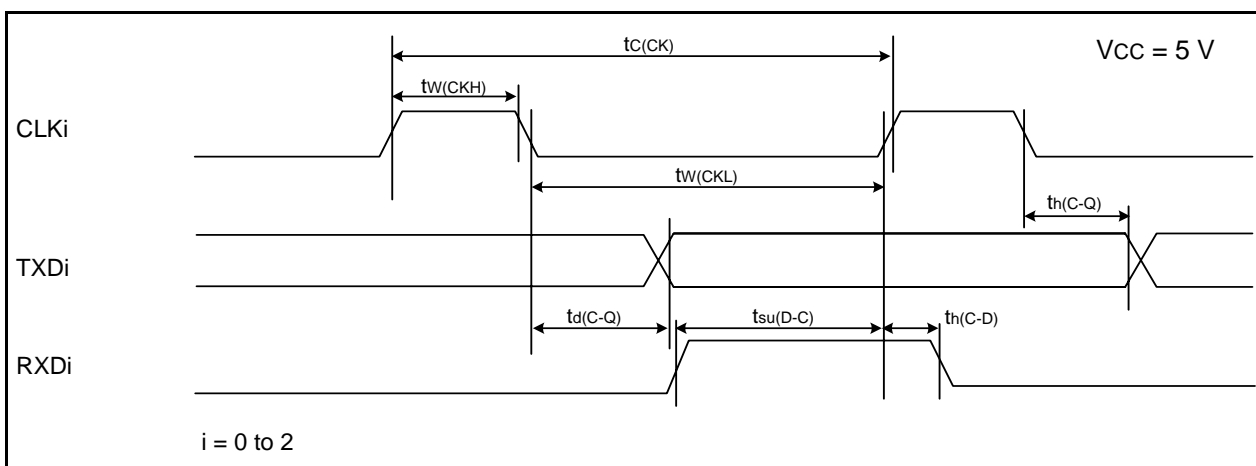 tC(CK)
VCC = 5 V
tW(CKH)
CLKi
tW(CKL)
th(C-Q)
TXDi
td(C-Q)
tsu(D-C)
th(C-D)
RXDi
i = 0 to 2